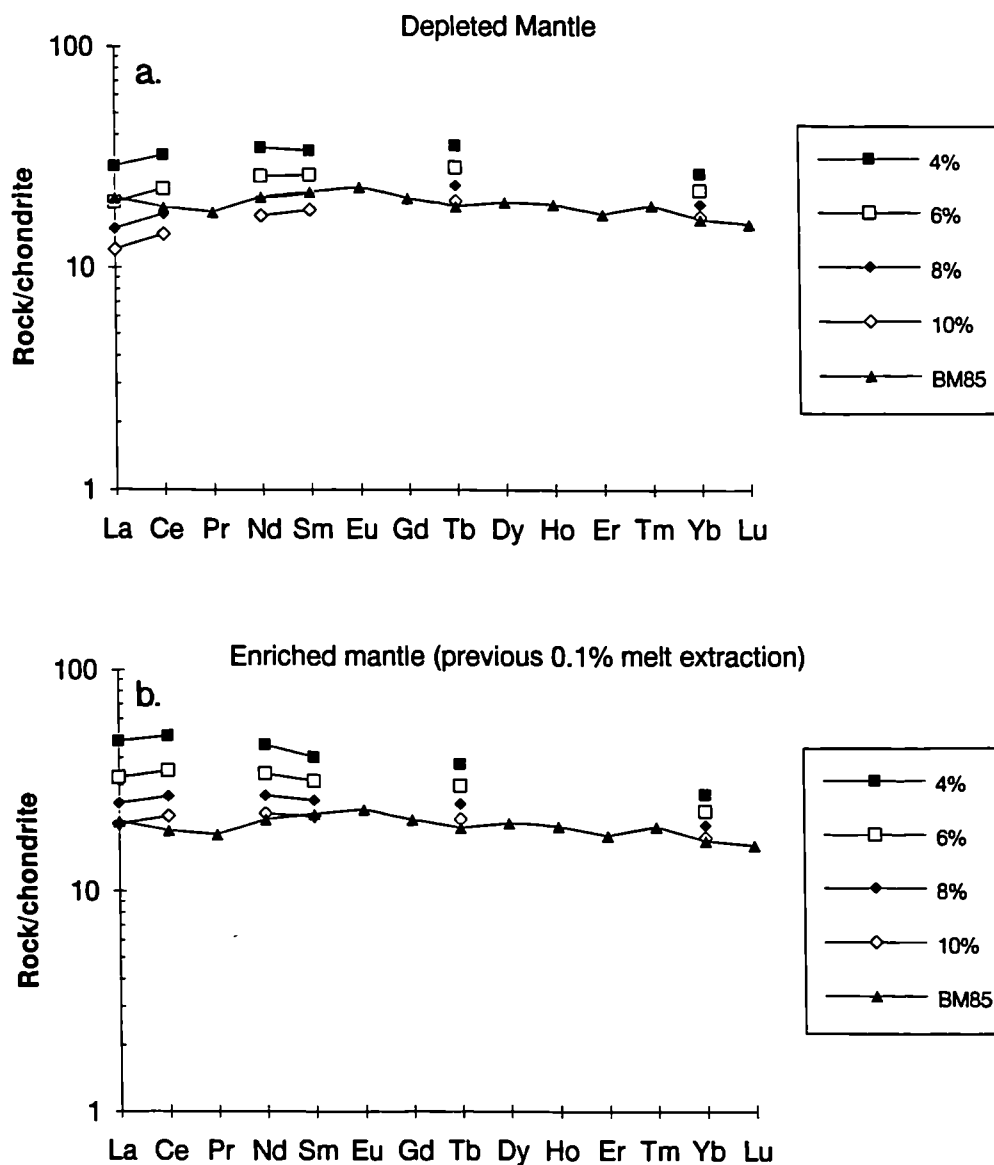 Depleted Mantle
a.
100
10
1
Rock/chondrite
La Ce Pr Nd Sm Eu Gd Tb Dy Ho Er Tm Yb Lu
4%
6%
8%
10%
BM85
Enriched mantle (previous 0.1% melt extraction)
b.
100
10
1
Rock/chondrite
La Ce Pr Nd Sm Eu Gd Tb Dy Ho Er Tm Yb Lu
4%
6%
8%
10%
BM85